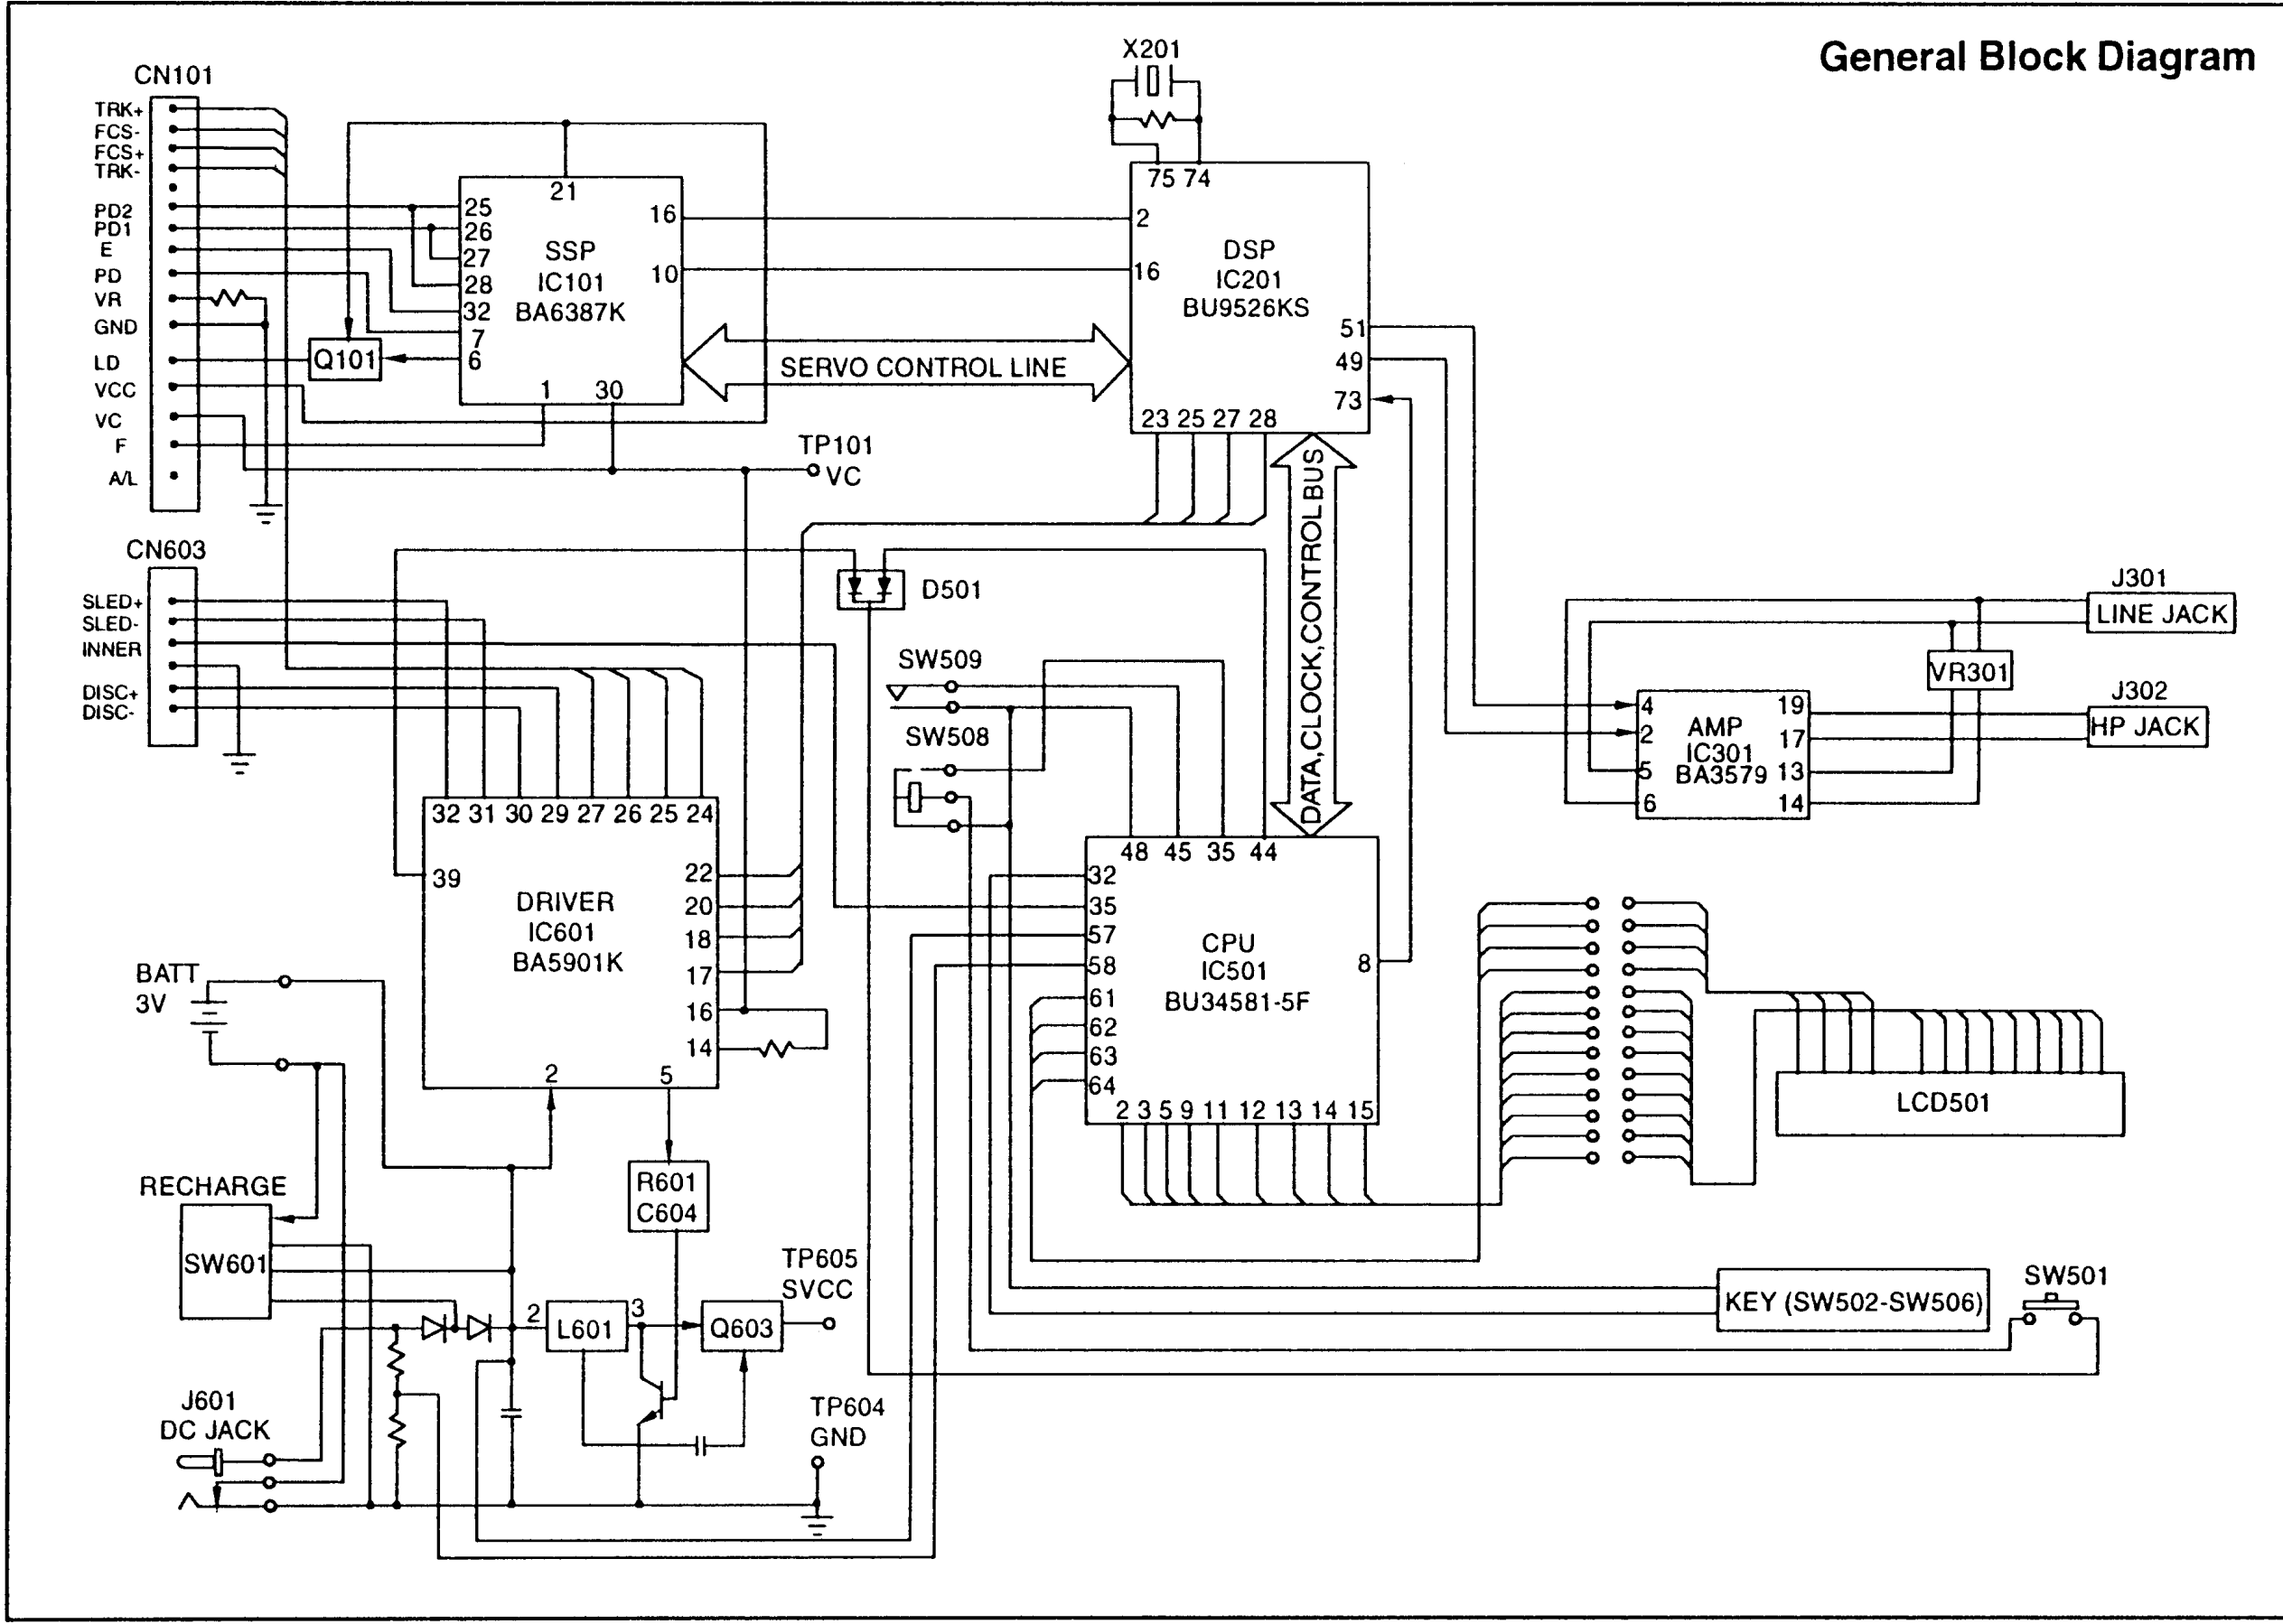 General Block Diagram
X201
CN101
TRK+
FCS-
FCS+
TRK-
PD2
PD1
E
PD
VR
GND
LD
VCC
VC
F
A/L
Q101
21
25
26
27
28
32
7
6
16
10
1 30
SSP
IC101
BA6387K
SERVO CONTROL LINE
75 74
2
16
DSP
IC201
BU9526KS
51
49
73
23 25 27 28
TP101
VC
DATA,CLOCK,CONTROLBUS
CN603
SLED+
SLED-
INNER
DISC+
DISC-
D501
SW509
SW508
32 31 30 29 27 26 25 24
39
DRIVER
IC601
BA5901K
22
20
18
17
16
14
2 5
48 45 35 44
32
35
57
58
61
62
63
64
CPU
IC501
BU34581-5F
8
2 3 5 9 11 12 13 14 15
J301
LINE JACK
VR301
J302
HP JACK
4
2
5
6
AMP
IC301
BA3579
19
17
13
14
LCD501
BATT
3V
RECHARGE
SW601
R601
C604
TP605
SVCC
2
L601
3
Q603
TP604
GND
J601
DC JACK
KEY (SW502-SW506)
SW501